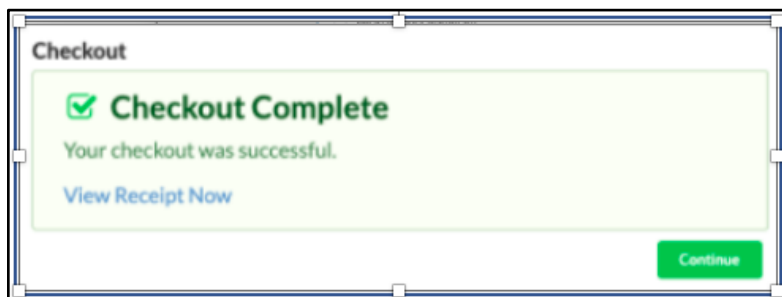 Checkout
Checkout Complete
Your checkout was successful.
View Receipt Now
Continue